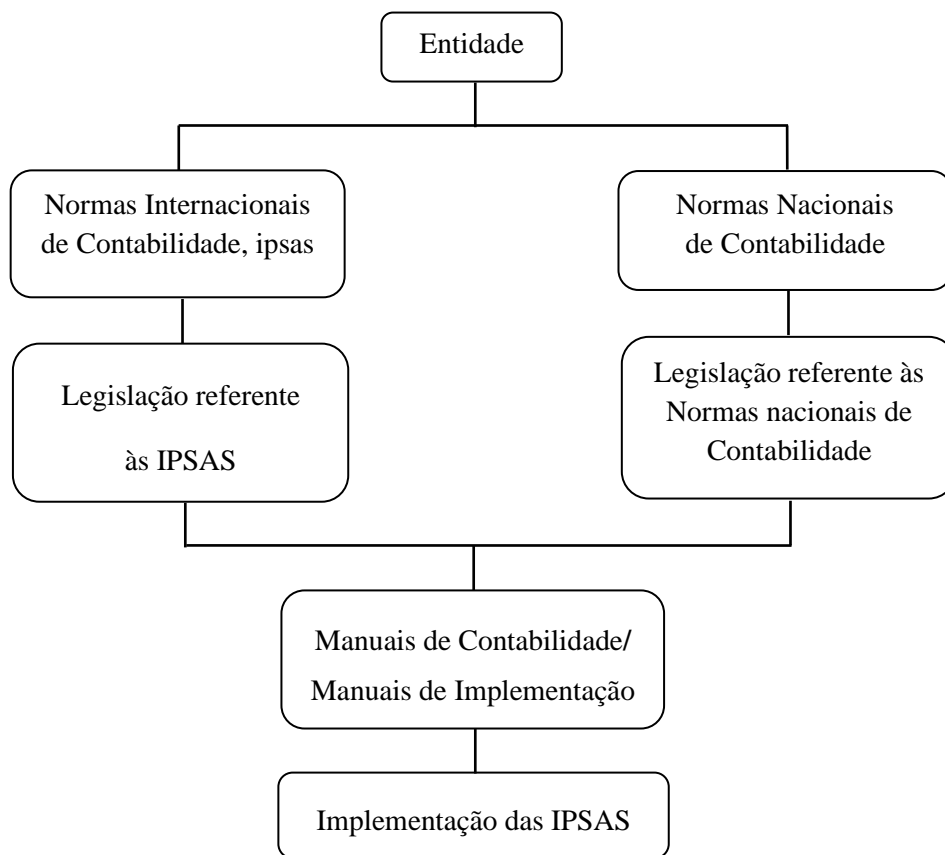 Entidade
Normas Internacionais
de Contabilidade, ipsas
Normas Nacionais
de Contabilidade
Legislação referente
às IPSAS
Legislação referente às
Normas nacionais de
Contabilidade
Manuais de Contabilidade/
Manuais de Implementação
Implementação das IPSAS